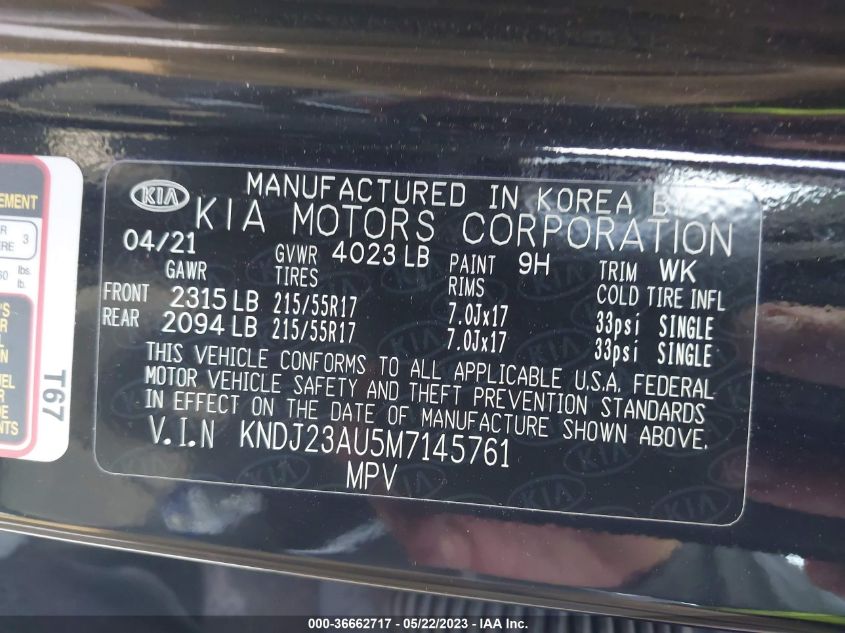 KIA
MANUFACTURED IN KOREA
KIA MOTORS CORPORATION
04/21 GVWR 4023 LB PAINT 9H TRIM WK
GAWR TIRES RIMS COLD TIRE INFL
FRONT 2315 LB 215/55R17 7.0Jx17 33psi SINGLE
REAR 2094 LB 215/55R17 7.0Jx17 33psi SINGLE
THIS VEHICLE CONFORMS TO ALL APPLICABLE U.S.A. FEDERAL
MOTOR VEHICLE SAFETY AND THEFT PREVENTION STANDARDS
IN EFFECT ON THE DATE OF MANUFACTURE SHOWN ABOVE.
V.I.N KNDJ23AU5M7145761
MPV
3
lbs.
T67
000-36662717 - 05/22/2023 - IAA Inc.